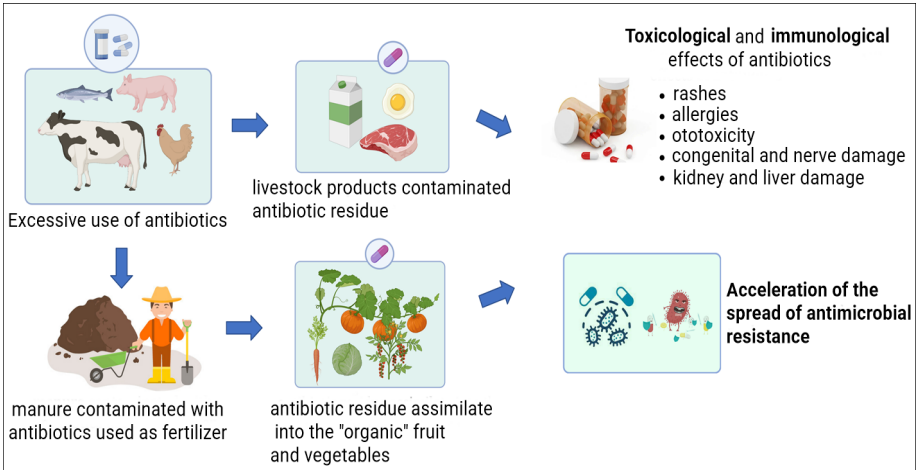 Toxicological and immunological
effects of antibiotics
• rashes
• allergies
• ototoxicity
• congenital and nerve damage
• kidney and liver damage
livestock products contaminated
antibiotic residue
Excessive use of antibiotics
Acceleration of the
spread of antimicrobial
resistance
manure contaminated with
antibiotics used as fertilizer
antibiotic residue assimilate
into the "organic" fruit
and vegetables